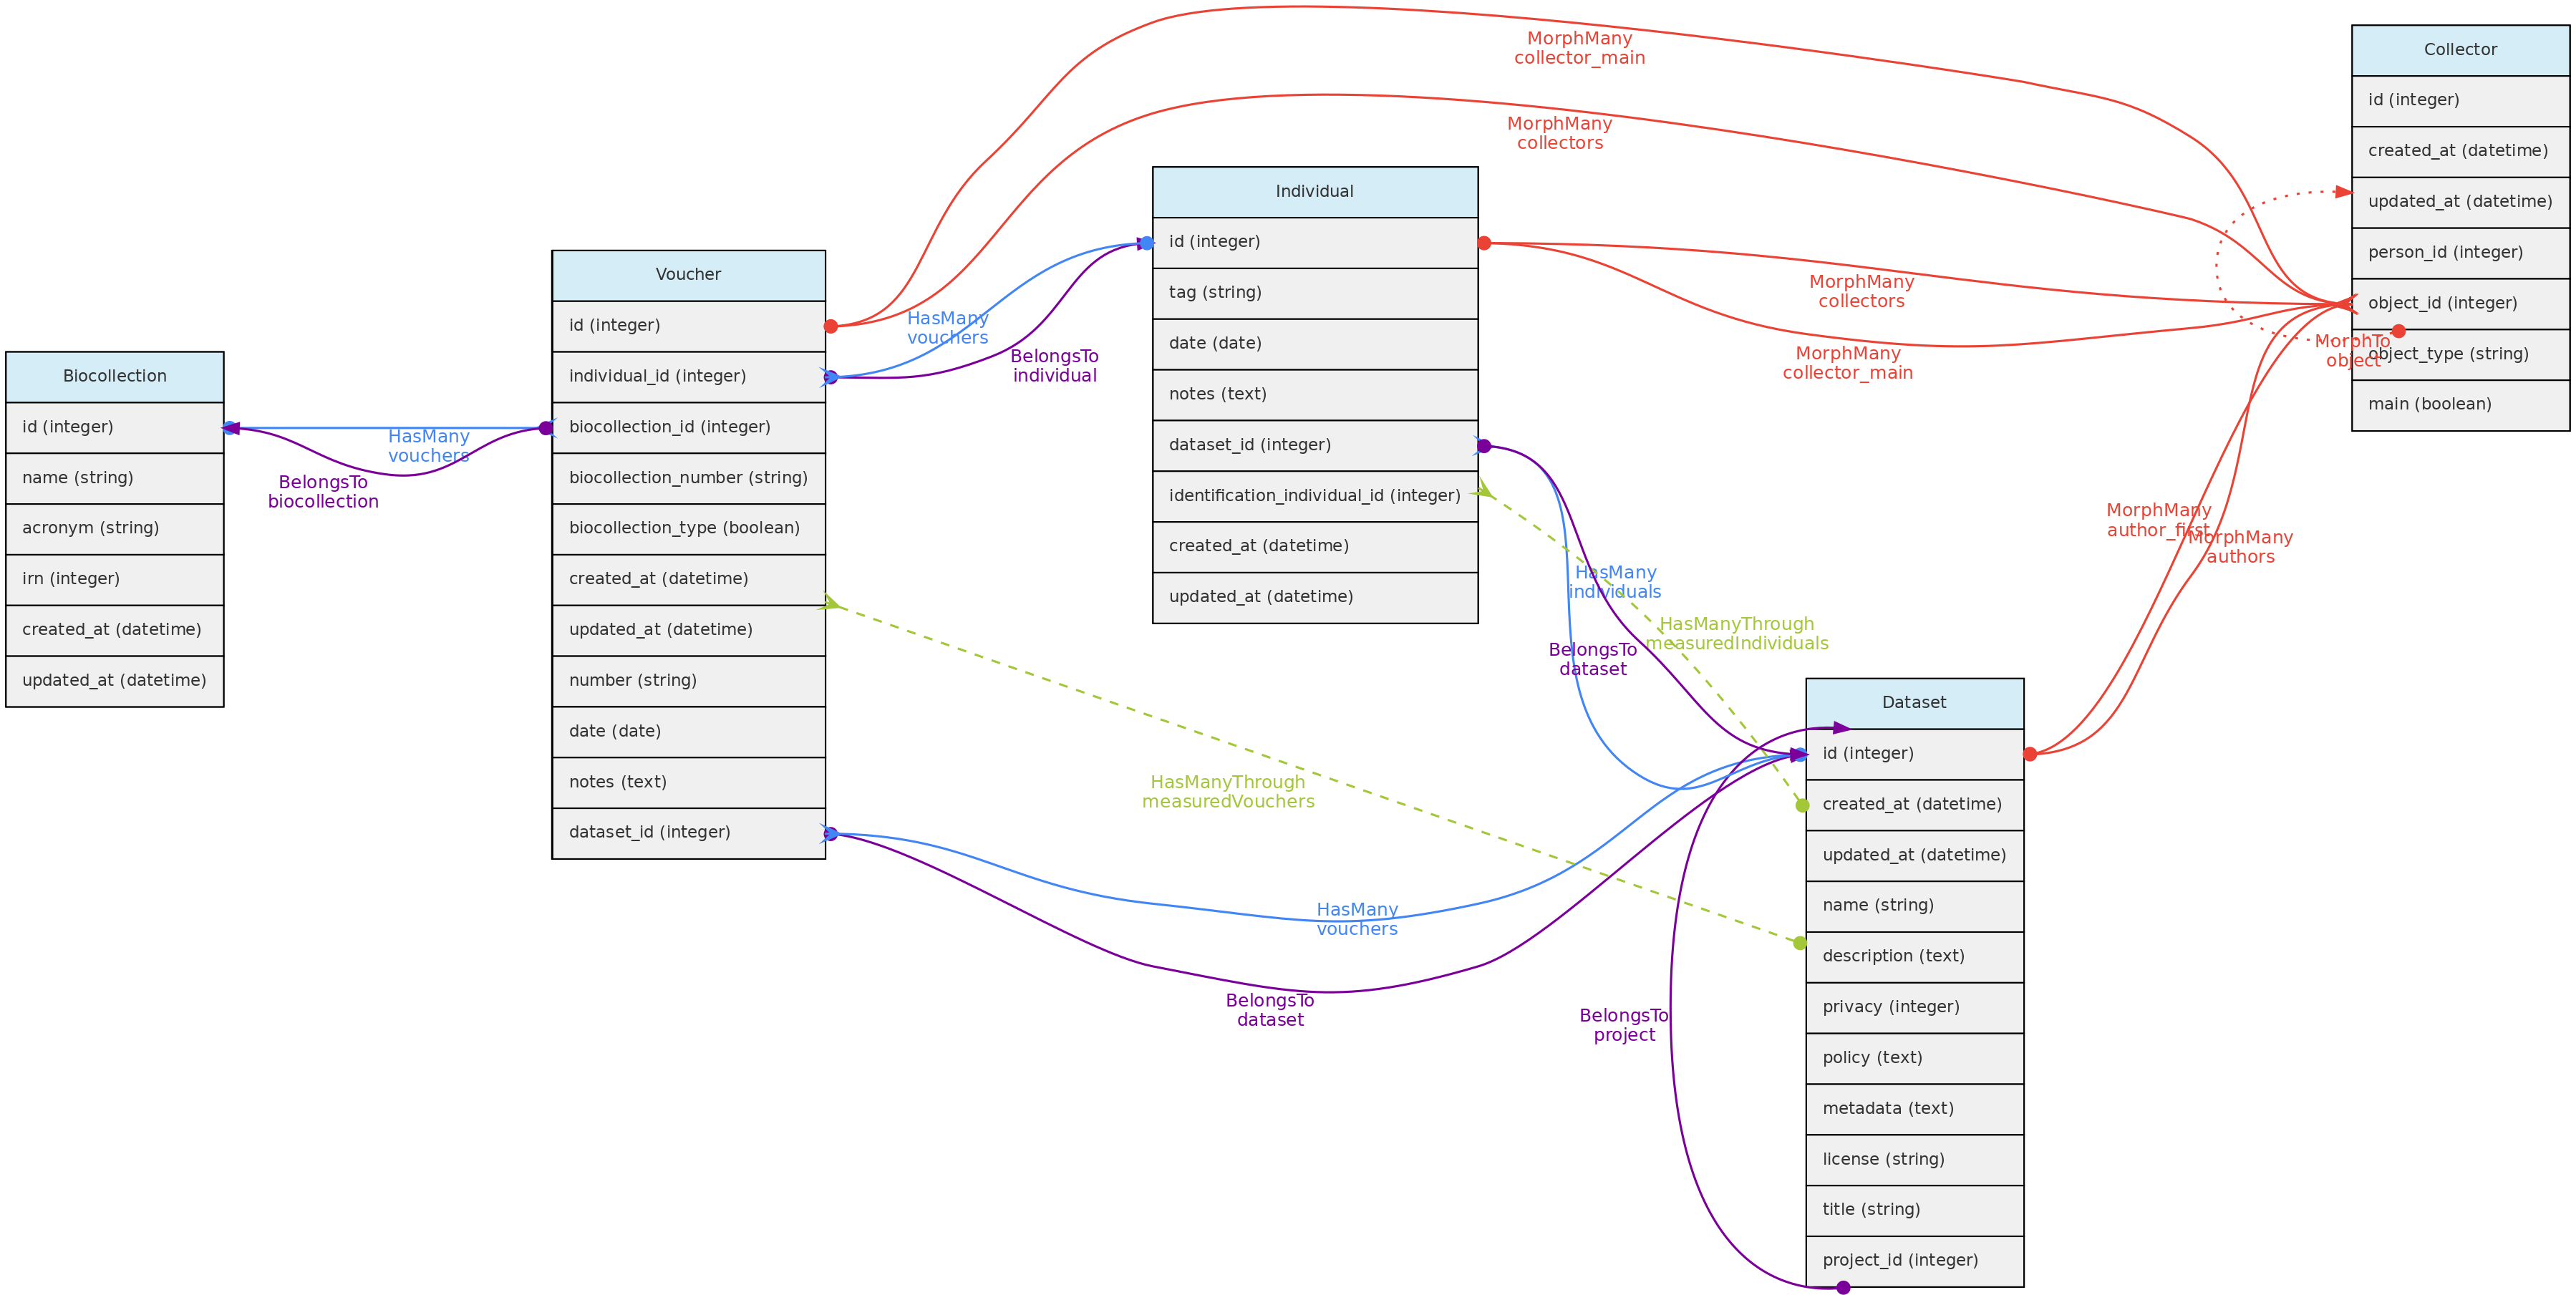 Biocollection
id (integer)
name (string)
acronym (string)
irn (integer)
created_at (datetime)
updated_at (datetime)
HasMany
vouchers
BelongsTo
biocollection
Voucher
id (integer)
individual_id (integer)
biocollection_id (integer)
biocollection_number (string)
biocollection_type (boolean)
created_at (datetime)
updated_at (datetime)
number (string)
date (date)
notes (text)
dataset_id (integer)
HasMany
vouchers
BelongsTo
individual
MorphMany
collector_main
MorphMany
collectors
Individual
id (integer)
tag (string)
date (date)
notes (text)
dataset_id (integer)
identification_individual_id (integer)
created_at (datetime)
updated_at (datetime)
MorphMany
collectors
MorphMany
collector_main
HasMany
individuals
HasManyThrough
measuredIndividuals
BelongsTo
dataset
HasManyThrough
measuredVouchers
HasMany
vouchers
BelongsTo
dataset
BelongsTo
project
Dataset
id (integer)
created_at (datetime)
updated_at (datetime)
name (string)
description (text)
privacy (integer)
policy (text)
metadata (text)
license (string)
title (string)
project_id (integer)
MorphMany
author_first
MorphMany
authors
Collector
id (integer)
created_at (datetime)
updated_at (datetime)
person_id (integer)
object_id (integer)
object_type (string)
main (boolean)
MorphTo
object